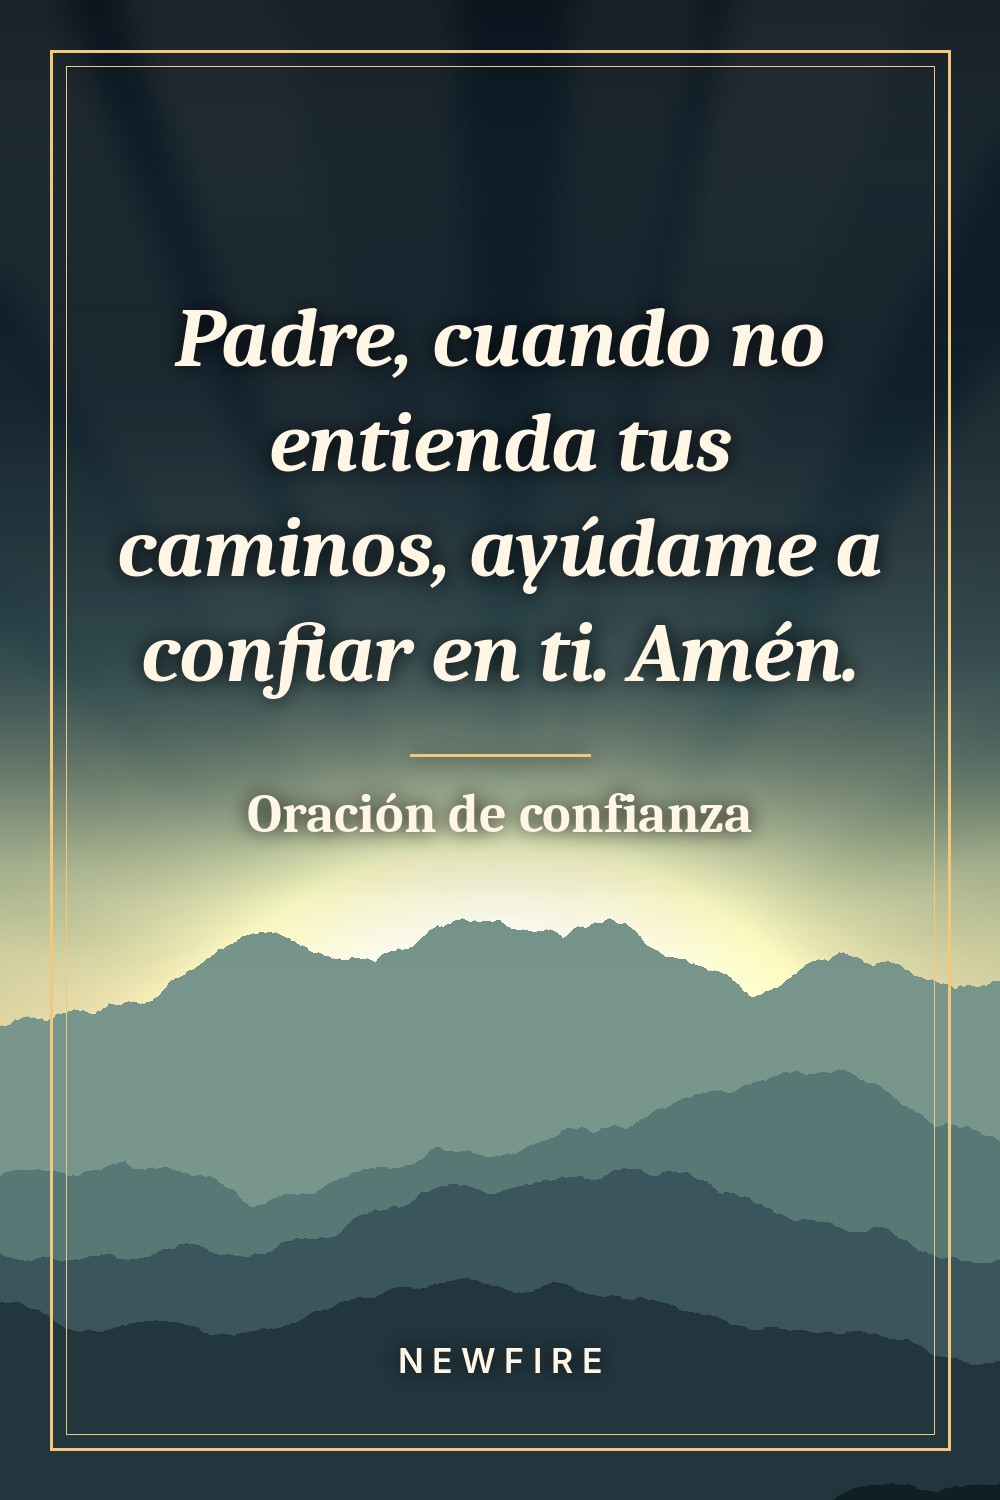 Padre, cuando no
entienda tus
caminos, ayúdame a
confiar en ti. Amén.
Oración de confianza
NEWFIRE